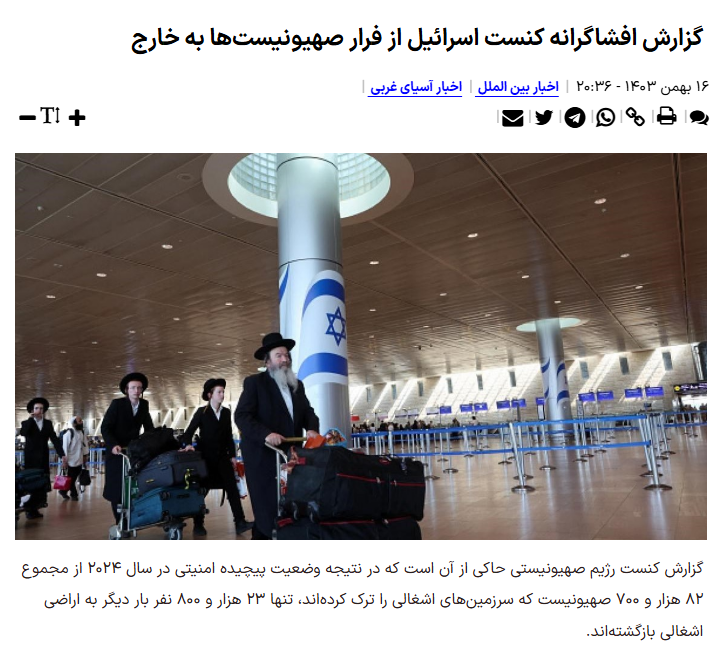 گزارش افشاگرانه کنست اسرائیل از فرار صهیونیست‌ها به خارج
۱۶ بهمن ۱۴۰۳ - ۲۰:۳۶ | اخبار بین الملل | اخبار آسیای غربی |
گزارش کنست رژیم صهیونیستی حاکی از آن است که در نتیجه وضعیت پیچیده امنیتی در سال ۲۰۲۴ از مجموع
۸۲ هزار و ۷۰۰ صهیونیست که سرزمین‌های اشغالی را ترک کرده‌اند، تنها ۲۳ هزار و ۸۰۰ نفر بار دیگر به اراضی
اشغالی بازگشته‌اند.